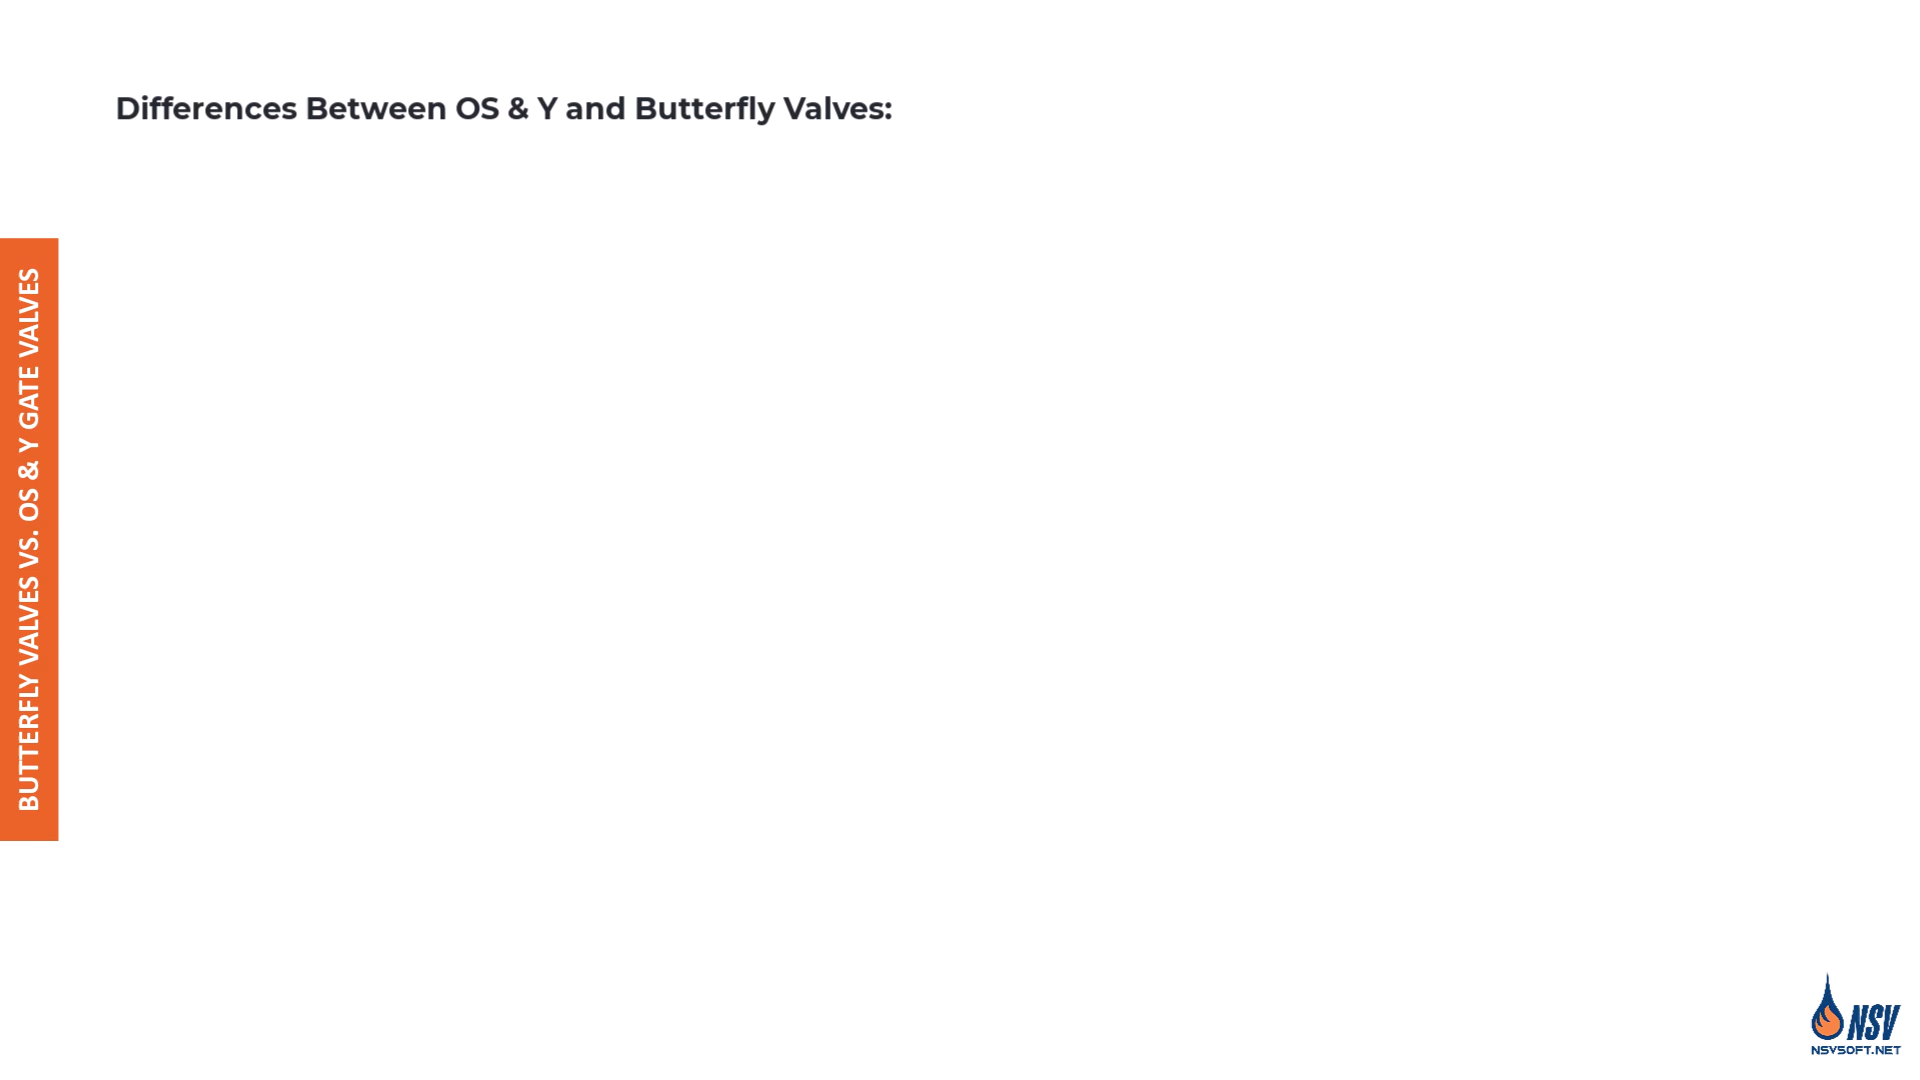 Differences Between OS & Y and Butterfly Valves:
BUTTERFLY VALVES VS. OS & Y GATE VALVES
NSV
NSVSOFT.NET